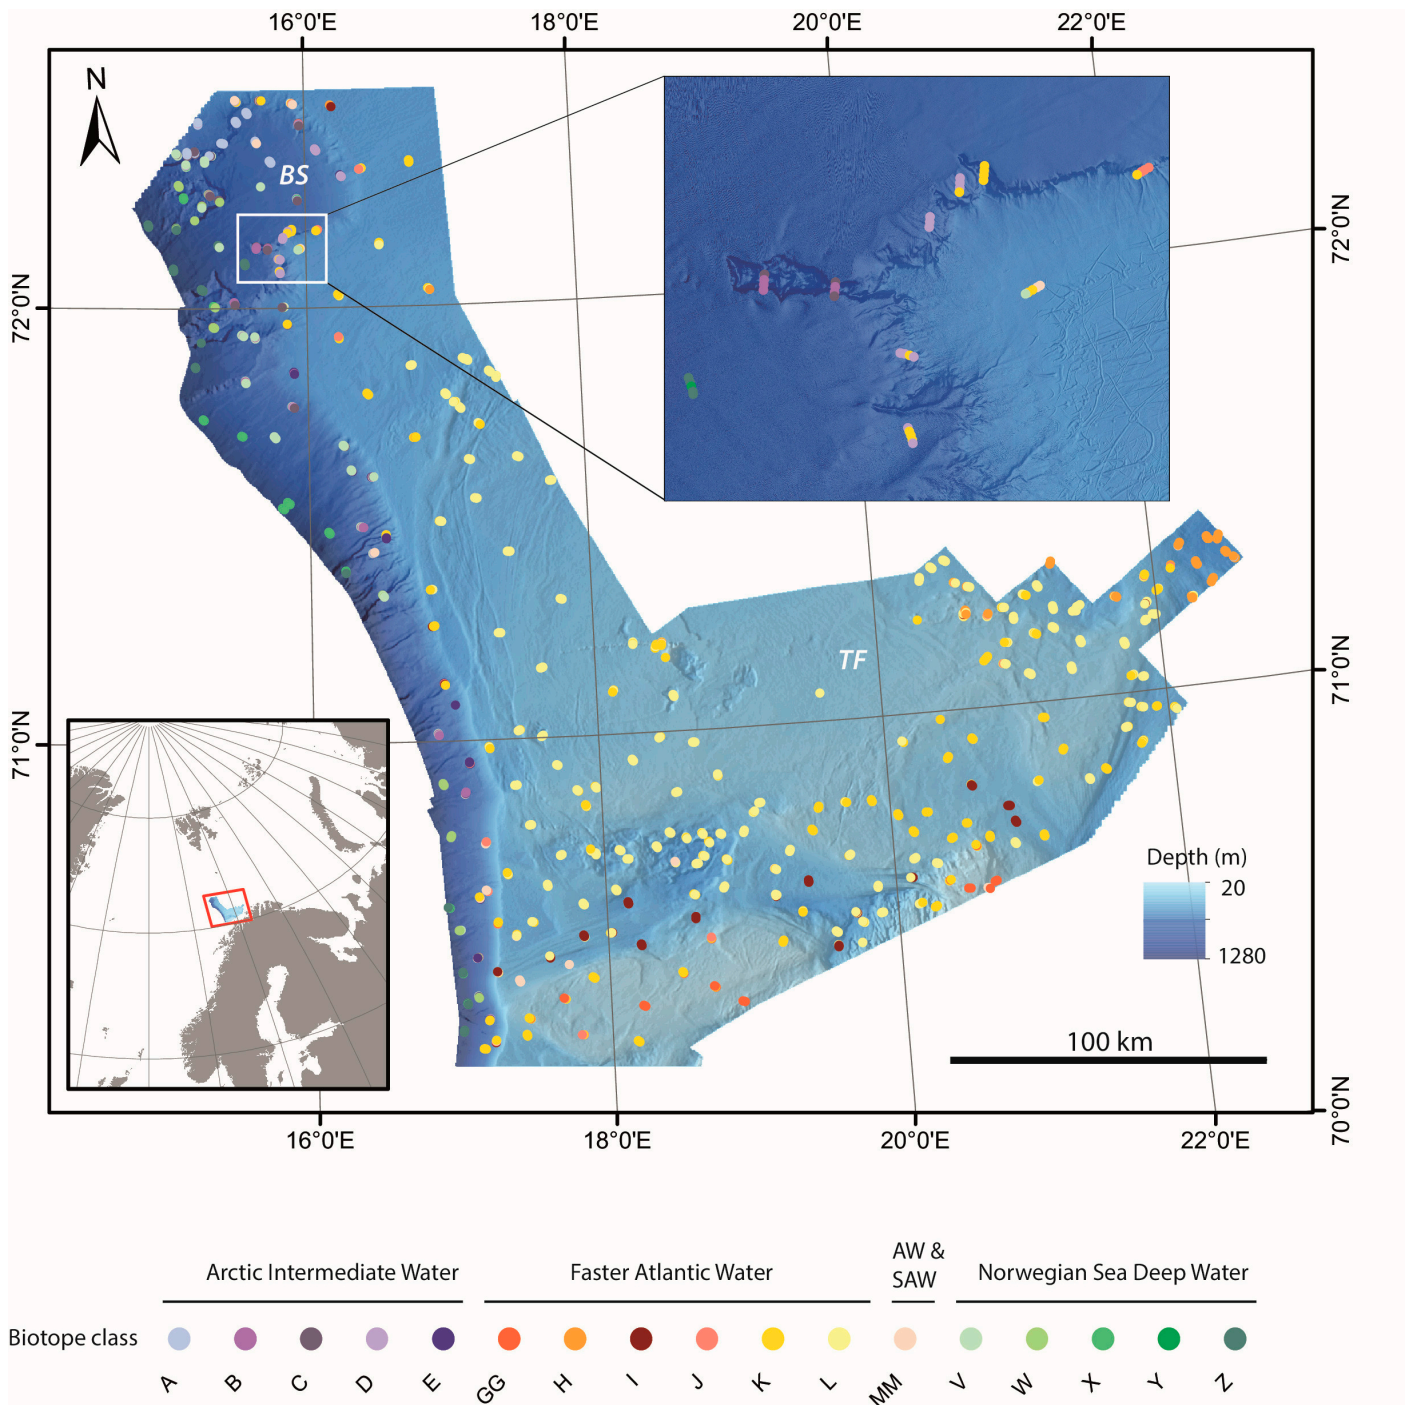 16°0'E 18°0'E 20°0'E 22°0'E
N
BS
72°0'N
72°0'N
TF
71°0'N
71°0'N
Depth (m)
20
1280
100 km
70°0'N
16°0'E 18°0'E 20°0'E 22°0'E
Arctic Intermediate Water Faster Atlantic Water AW & SAW Norwegian Sea Deep Water
Biotope class
A B C D E GG H I J K L MM V W X Y Z